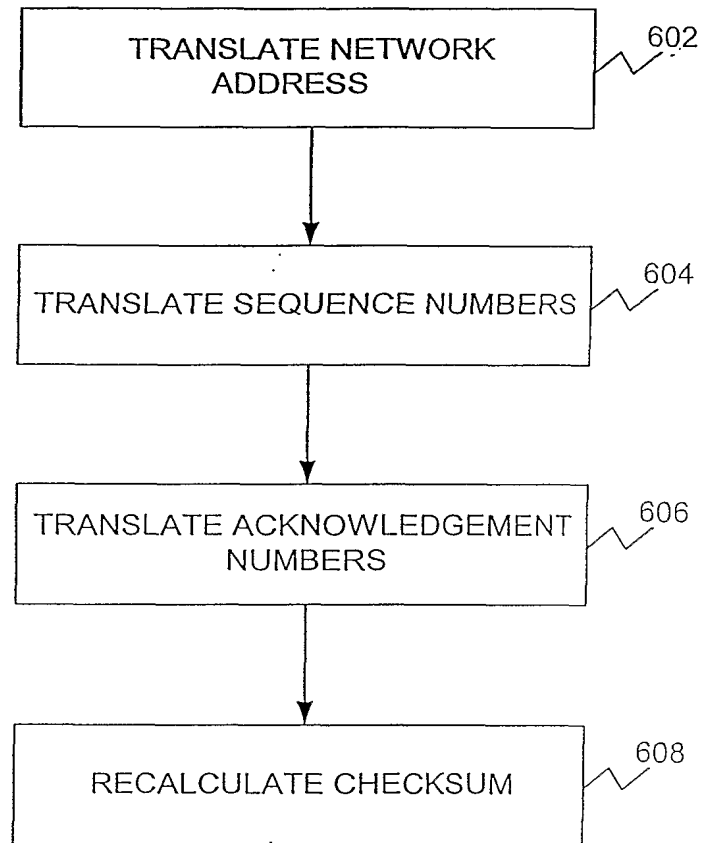 TRANSLATE NETWORK
ADDRESS
602
TRANSLATE SEQUENCE NUMBERS
604
TRANSLATE ACKNOWLEDGEMENT
NUMBERS
606
RECALCULATE CHECKSUM
608